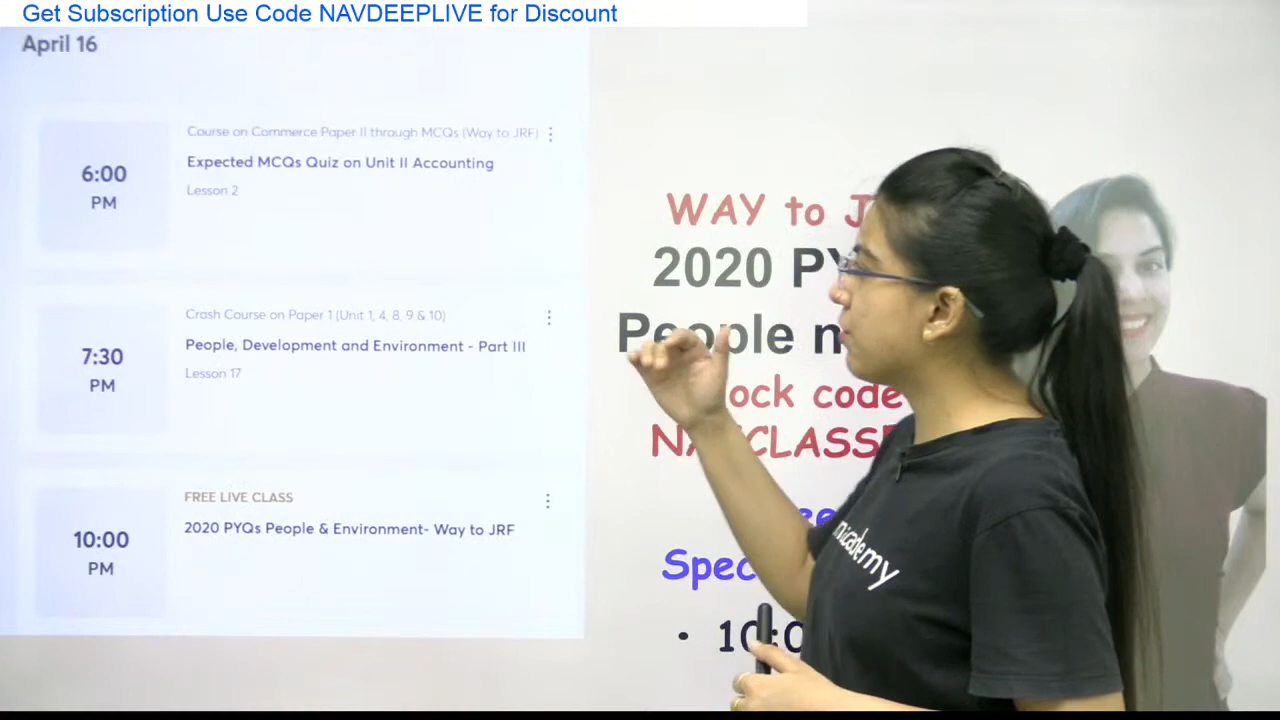 Get Subscription Use Code NAVDEEPLIVE for Discount
April 16
Course on Commerce Paper II through MCQs (Way to JRF)
6:00 PM
Expected MCQs Quiz on Unit II Accounting
Lesson 2
Crash Course on Paper 1 (Unit 1, 4, 8, 9 & 10)
7:30 PM
People, Development and Environment - Part III
Lesson 17
FREE LIVE CLASS
10:00 PM
2020 PYQs People & Environment- Way to JRF
WAY to J
2020 PY
People
ock code
CLASS
Spec
• 10:0